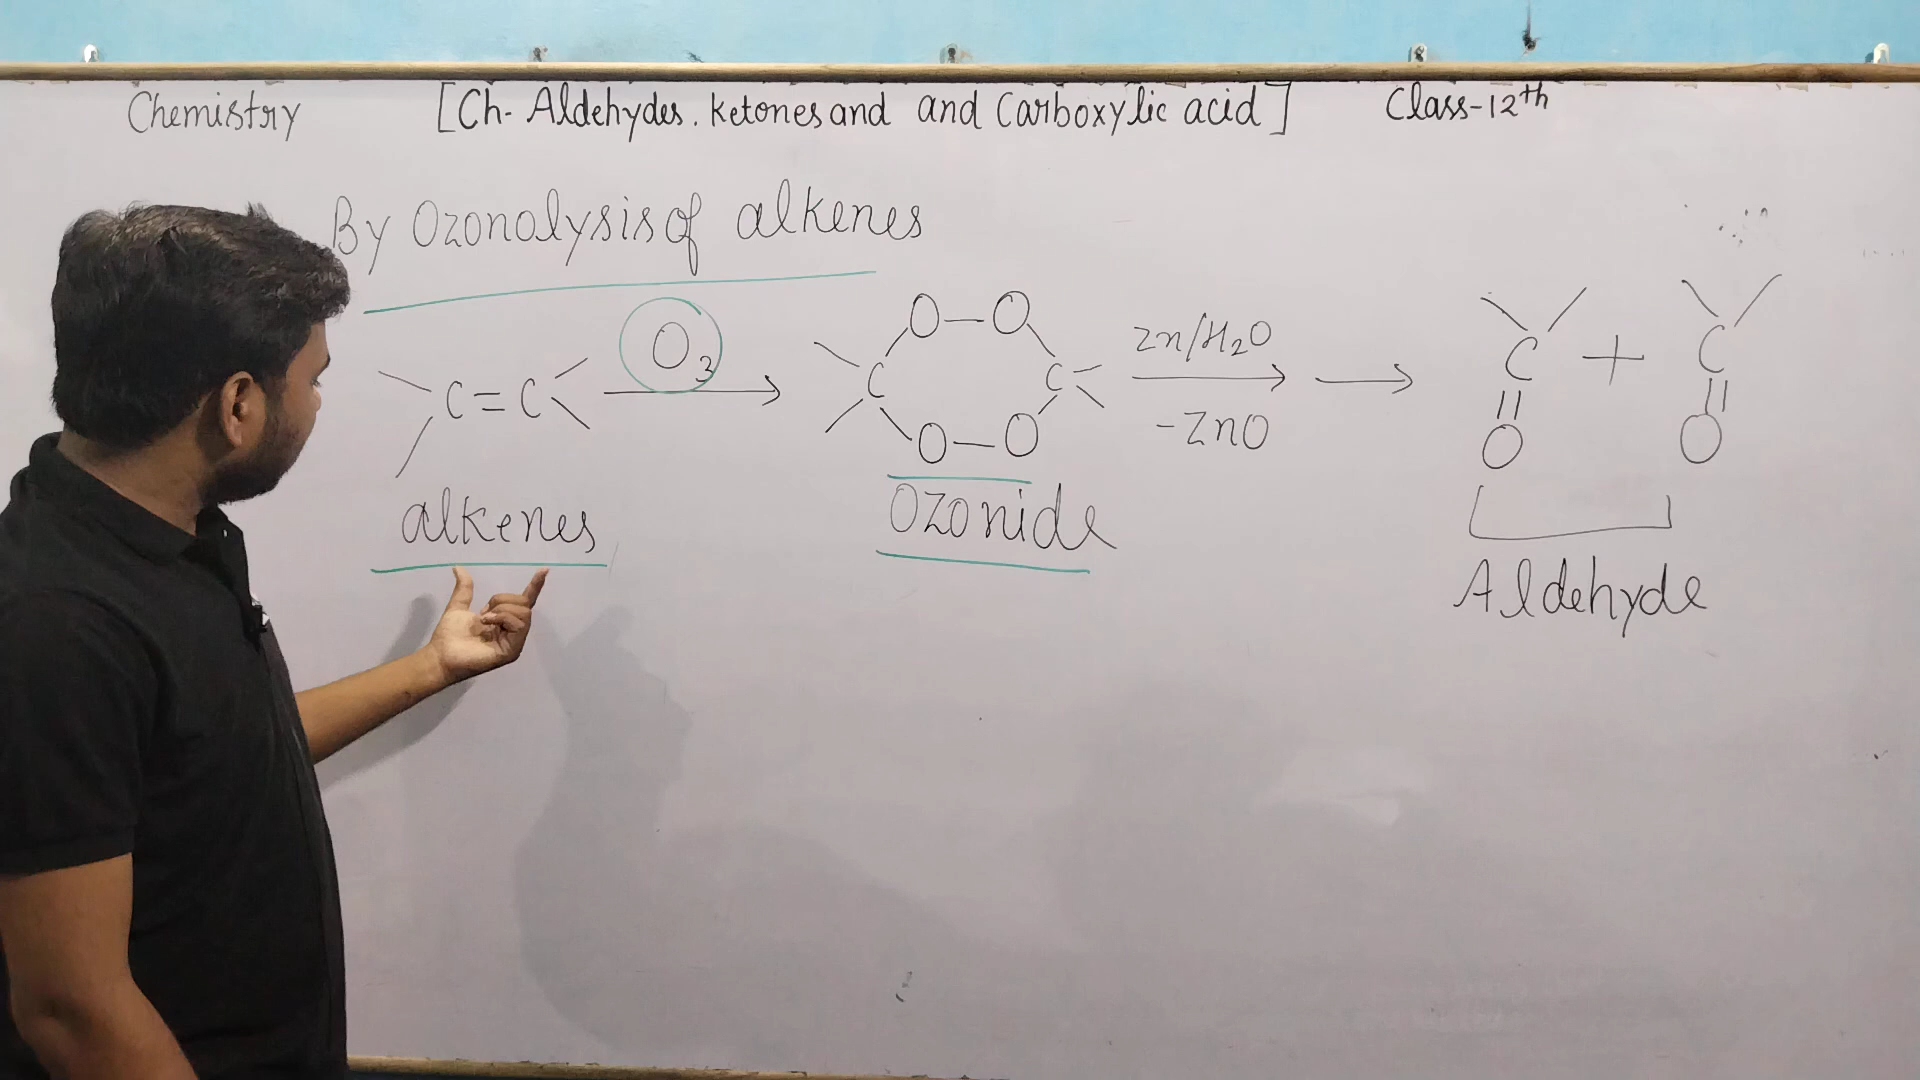 Chemistry [Ch- Aldehydes. ketones and and Carboxylic acid] Class-12th
By Ozonolysis of alkenes
C=C O3 → O—O C C O—O Zn/H2O → -ZnO → C || O + C || O
alkenes Ozonide Aldehyde